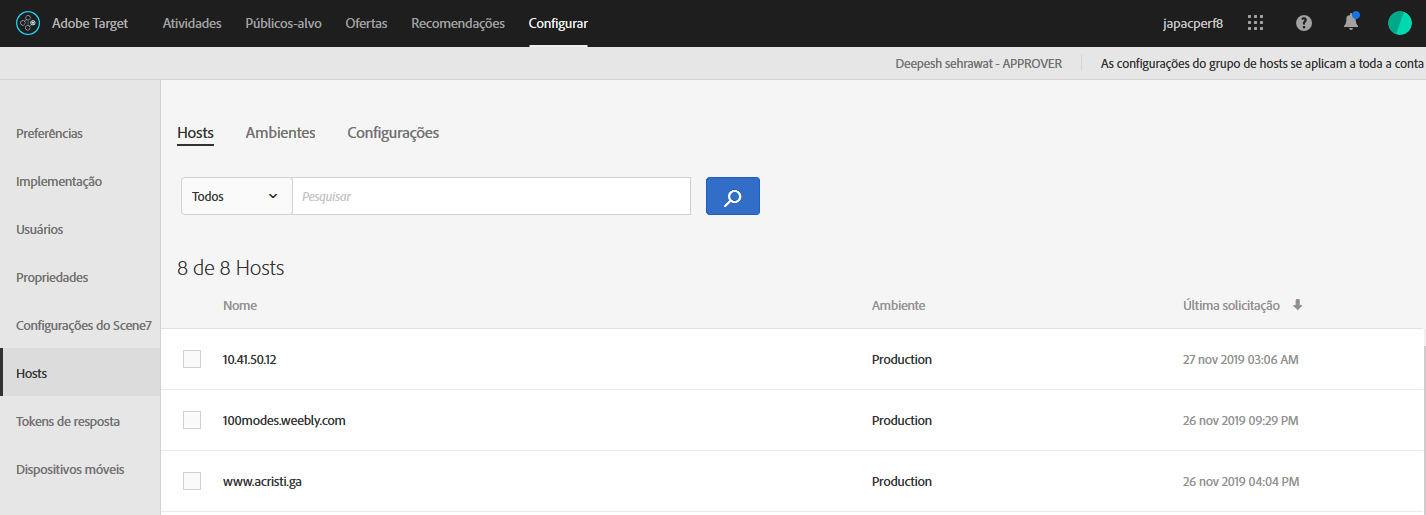 Adobe Target Atividades Públicos-alvo Ofertas Recomendações Configurar japacperf8
Deepesh sehrawat - APPROVER As configurações do grupo de hosts se aplicam a toda a conta
Preferências
Implementação
Usuários
Propriedades
Configurações do Scene7
Hosts
Tokens de resposta
Dispositivos móveis
Hosts Ambientes Configurações
Todos Pesquisar
8 de 8 Hosts
Nome Ambiente Última solicitação
10.41.50.12 Production 27 nov 2019 03:06 AM
100modes.weebly.com Production 26 nov 2019 09:29 PM
www.acristi.ga Production 26 nov 2019 04:04 PM